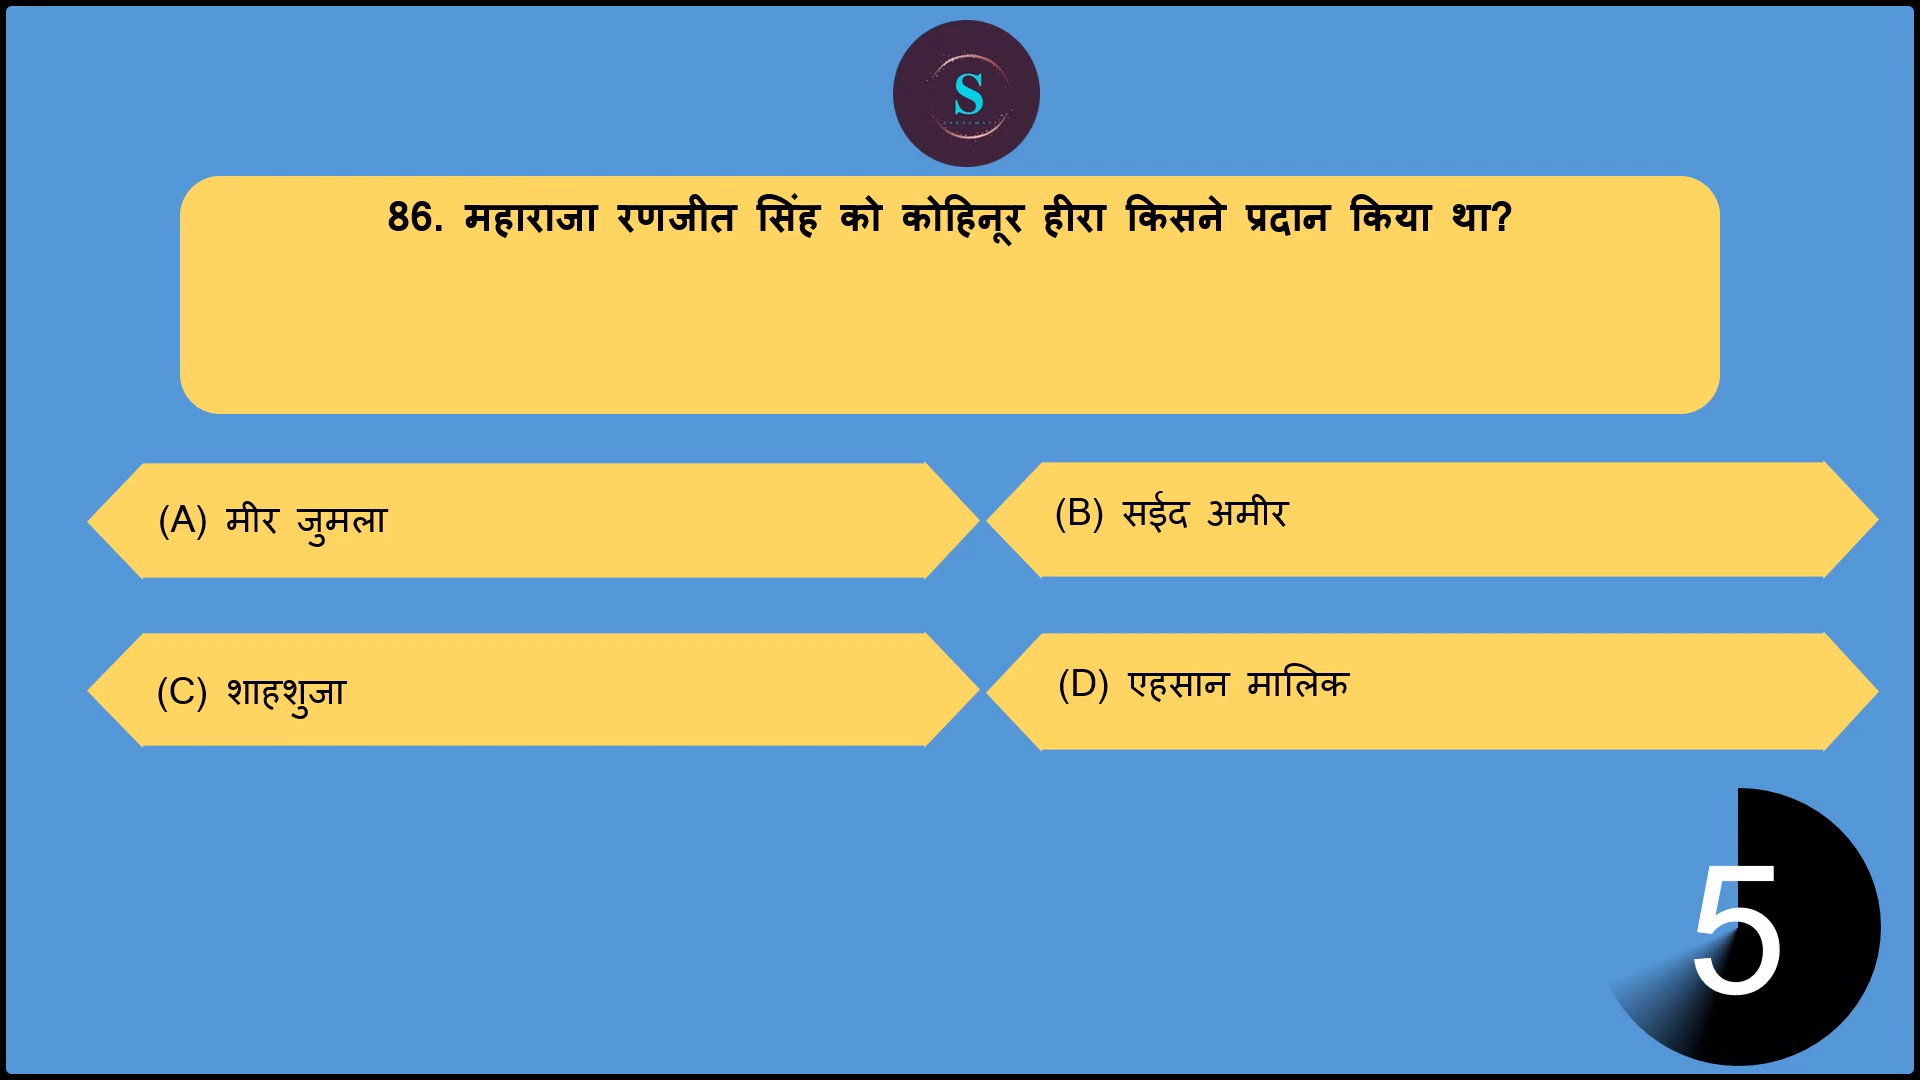 S
86. महाराजा रणजीत सिंह को कोहिनूर हीरा किसने प्रदान किया था?
(A) मीर जुमला
(B) सईद अमीर
(C) शाहशुजा
(D) एहसान मालिक
5